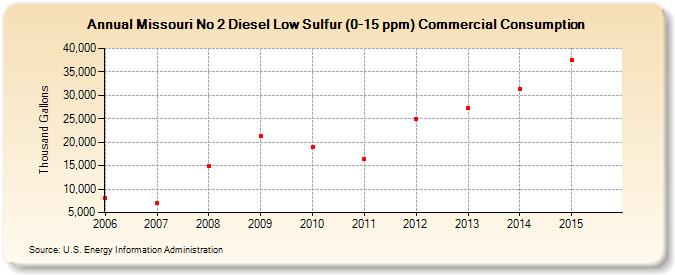 Annual Missouri No 2 Diesel Low Sulfur (0-15 ppm) Commercial Consumption
Thousand Gallons
40,000
35,000
30,000
25,000
20,000
15,000
10,000
5,000
2006 2007 2008 2009 2010 2011 2012 2013 2014 2015
Source: U.S. Energy Information Administration